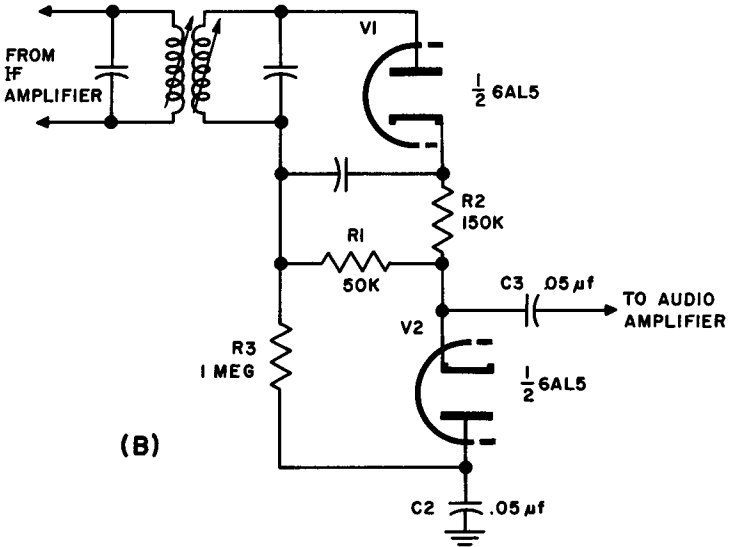 FROM
IF
AMPLIFIER
V1
1/2 6AL5
R2
150K
R1
50K
C3 .05 µf
TO AUDIO
AMPLIFIER
V2
R3
1 MEG
1/2 6AL5
(B)
C2 .05 µf